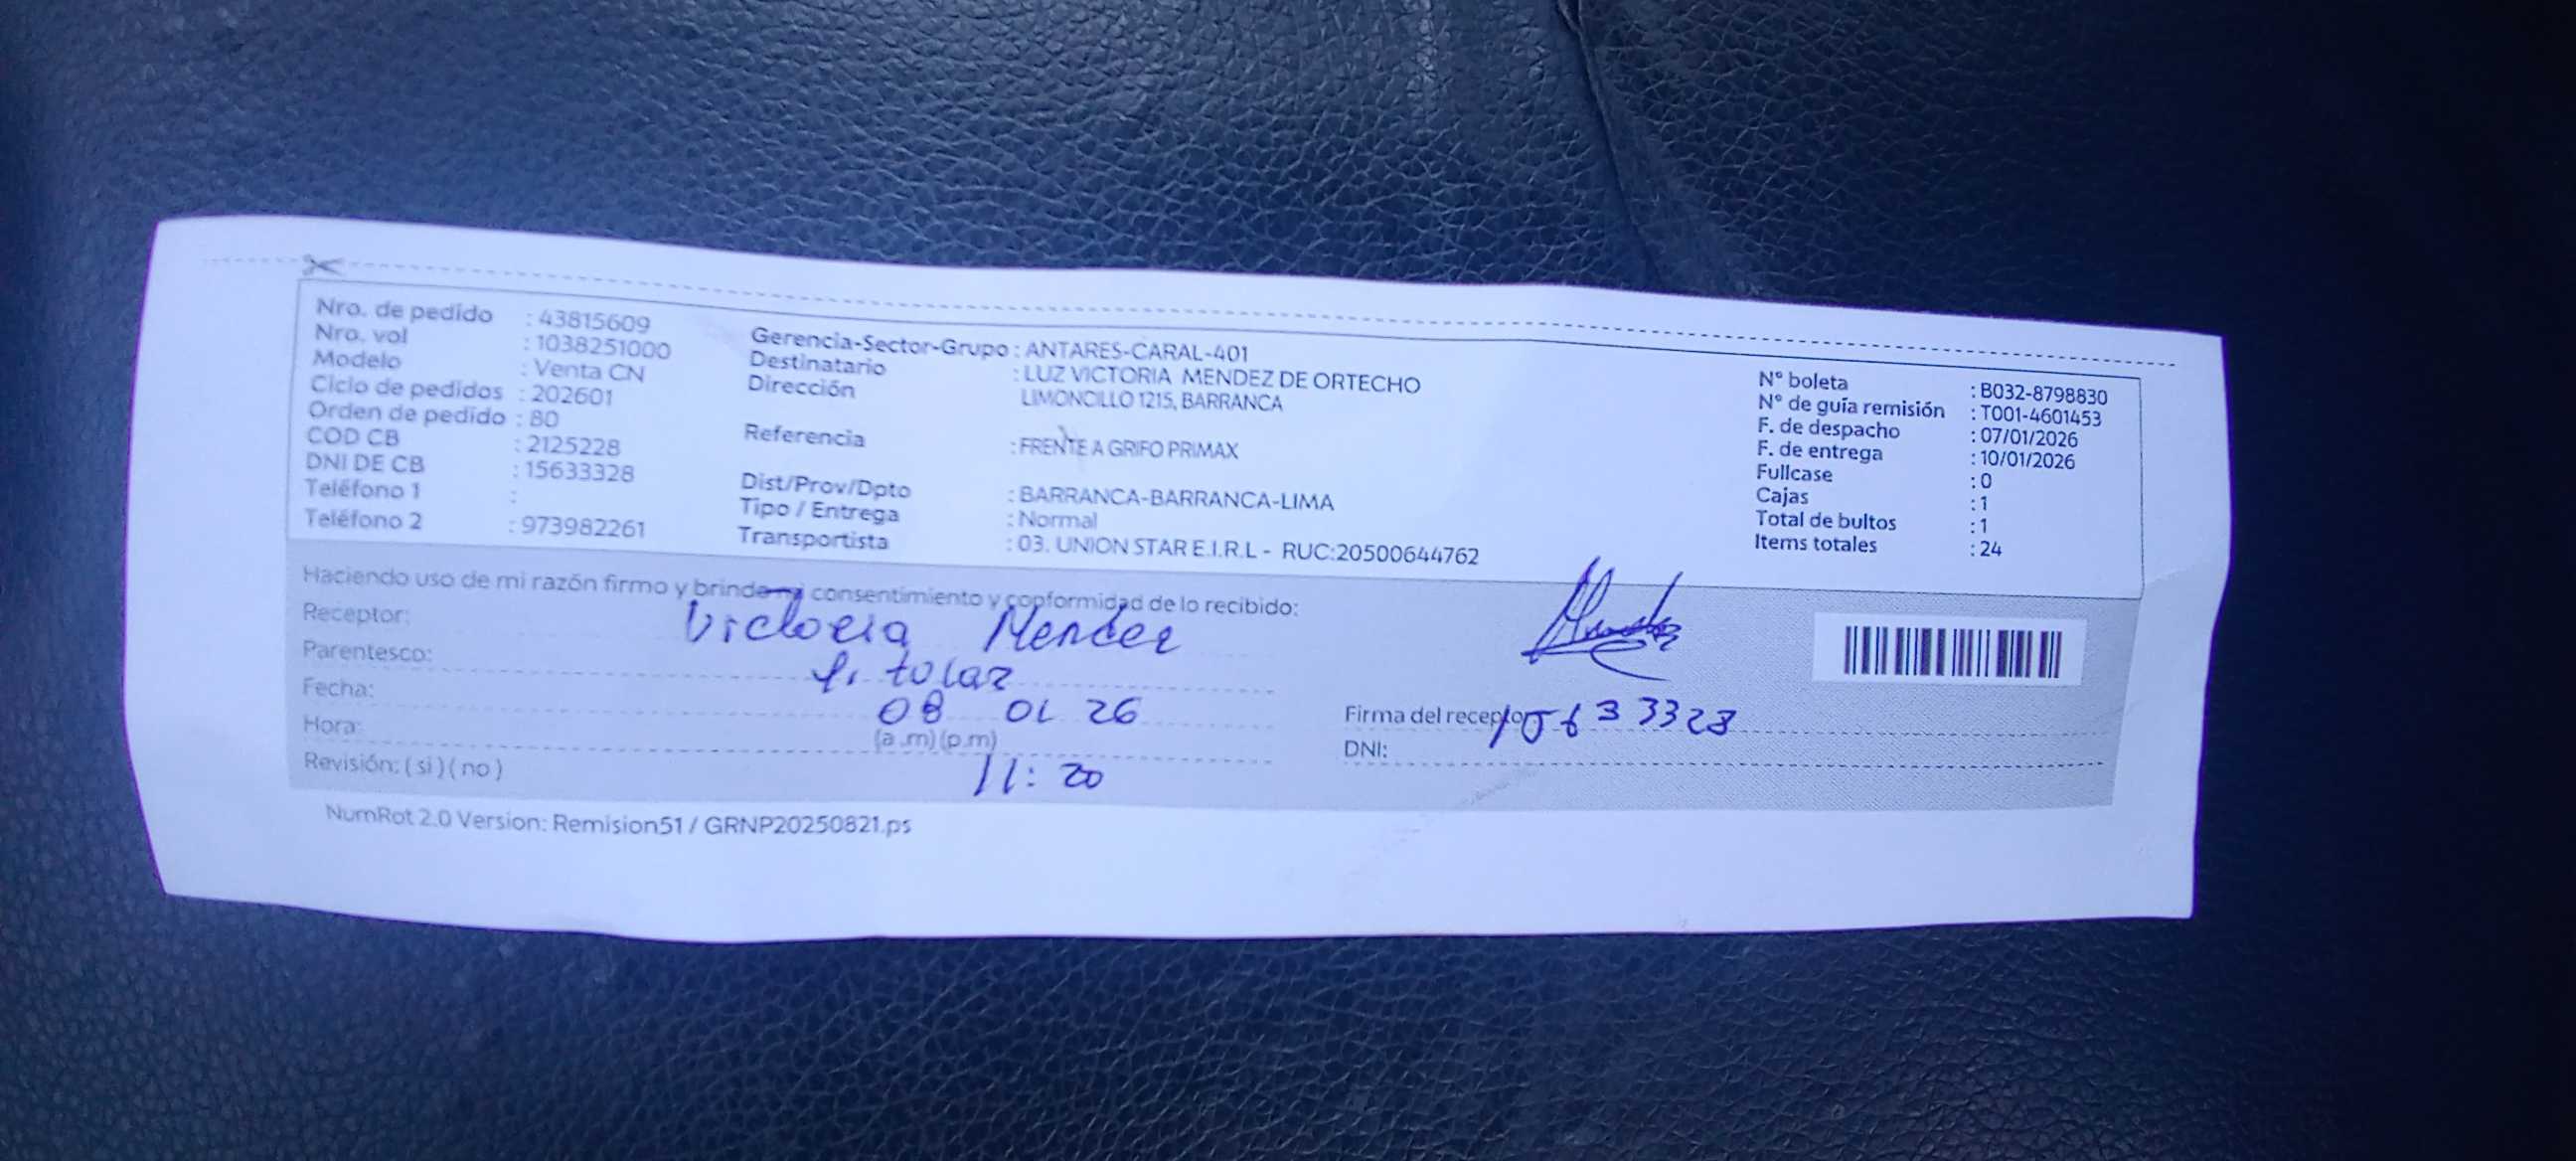 Nro. de pedido : 43815609
Nro. vol : 1038251000
Modelo : Venta CN
Ciclo de pedidos : 202601
Orden de pedido : 80
COD CB : 2125228
DNI DE CB : 15633328
Teléfono 1 :
Teléfono 2 : 973982261
Gerencia-Sector-Grupo : ANTARES-CARAL-401
Destinatario : LUZ VICTORIA MENDEZ DE ORTECHO
Dirección LIMONCILLO 1215, BARRANCA
Referencia : FRENTE A GRIFO PRIMAX
Dist/Prov/Dpto : BARRANCA-BARRANCA-LIMA
Tipo / Entrega : Normal
Transportista : 03. UNION STAR E.I.R.L - RUC:20500644762
N° boleta : B032-8798830
N° de guía remisión : T001-4601453
F. de despacho : 07/01/2026
F. de entrega : 10/01/2026
Fullcase : 0
Cajas : 1
Total de bultos : 1
Items totales : 24
Haciendo uso de mi razón firmo y brindo mi consentimiento y conformidad de lo recibido:
Receptor: Victoria Mendez
Parentesco: titular
Fecha: 08 01 26
Hora: (a.m) (p.m)
Revisión: ( si ) ( no ) 11:20
Firma del receptor
DNI: 15633328
NumRot 2.0 Version: Remision51 / GRNP20250821.ps